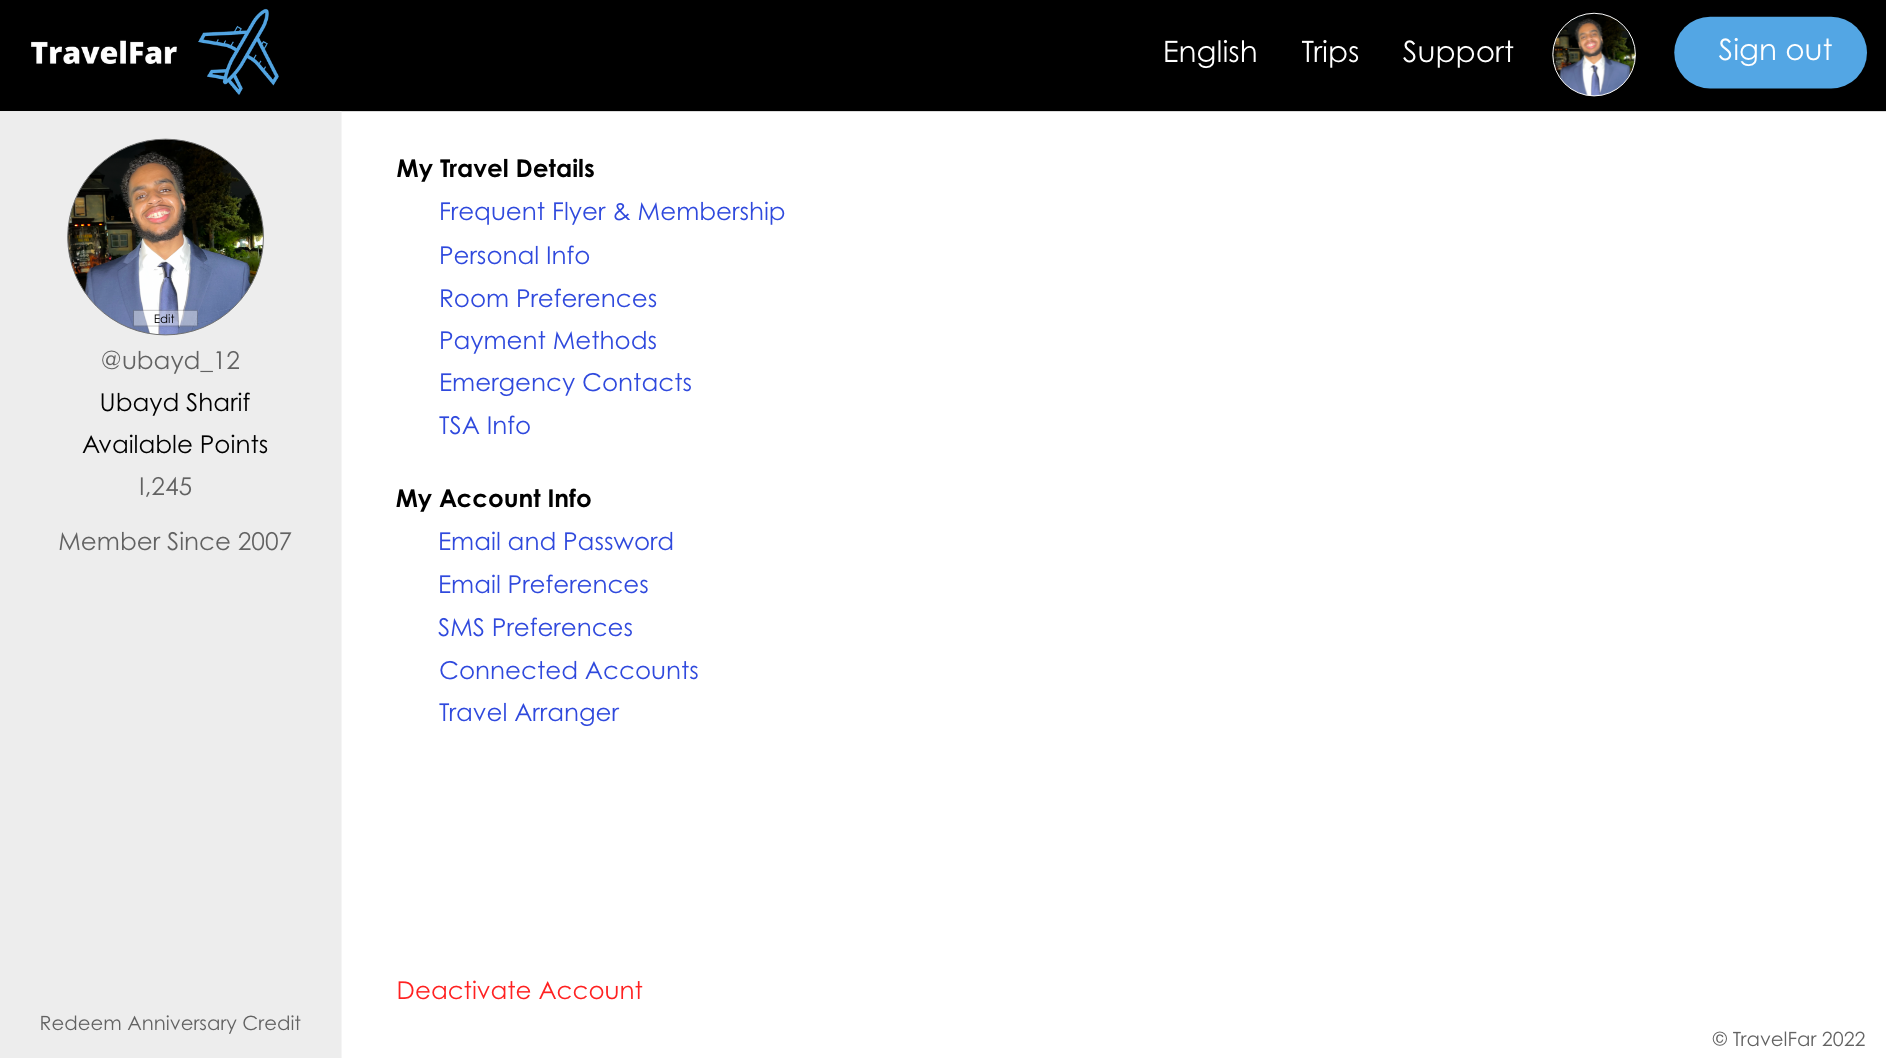 TravelFar
English
Trips
Support
Sign out
Edit
@ubayd_12
Ubayd Sharif
Available Points
1,245
Member Since 2007
Redeem Anniversary Credit
My Travel Details
Frequent Flyer & Membership
Personal Info
Room Preferences
Payment Methods
Emergency Contacts
TSA Info
My Account Info
Email and Password
Email Preferences
SMS Preferences
Connected Accounts
Travel Arranger
Deactivate Account
© TravelFar 2022